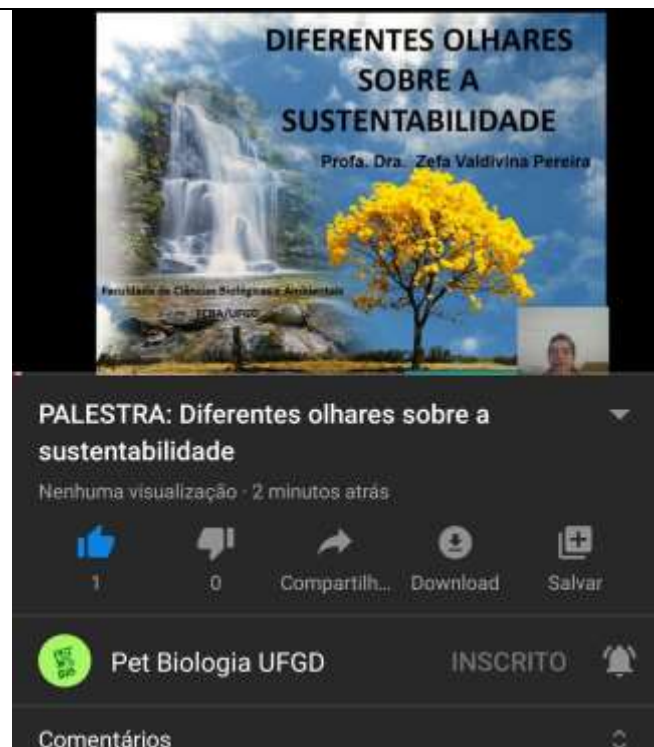 DIFERENTES OLHARES
SOBRE A
SUSTENTABILIDADE
Profa. Dra. Zefa Valdivina Pereira
Faculdade de Ciências Biológicas e Ambientais
FCBA/UFGD
PALESTRA: Diferentes olhares sobre a
sustentabilidade
Nenhuma visualização · 2 minutos atrás
1
0
Compartilh...
Download
Salvar
Pet Biologia UFGD
INSCRITO
Comentários